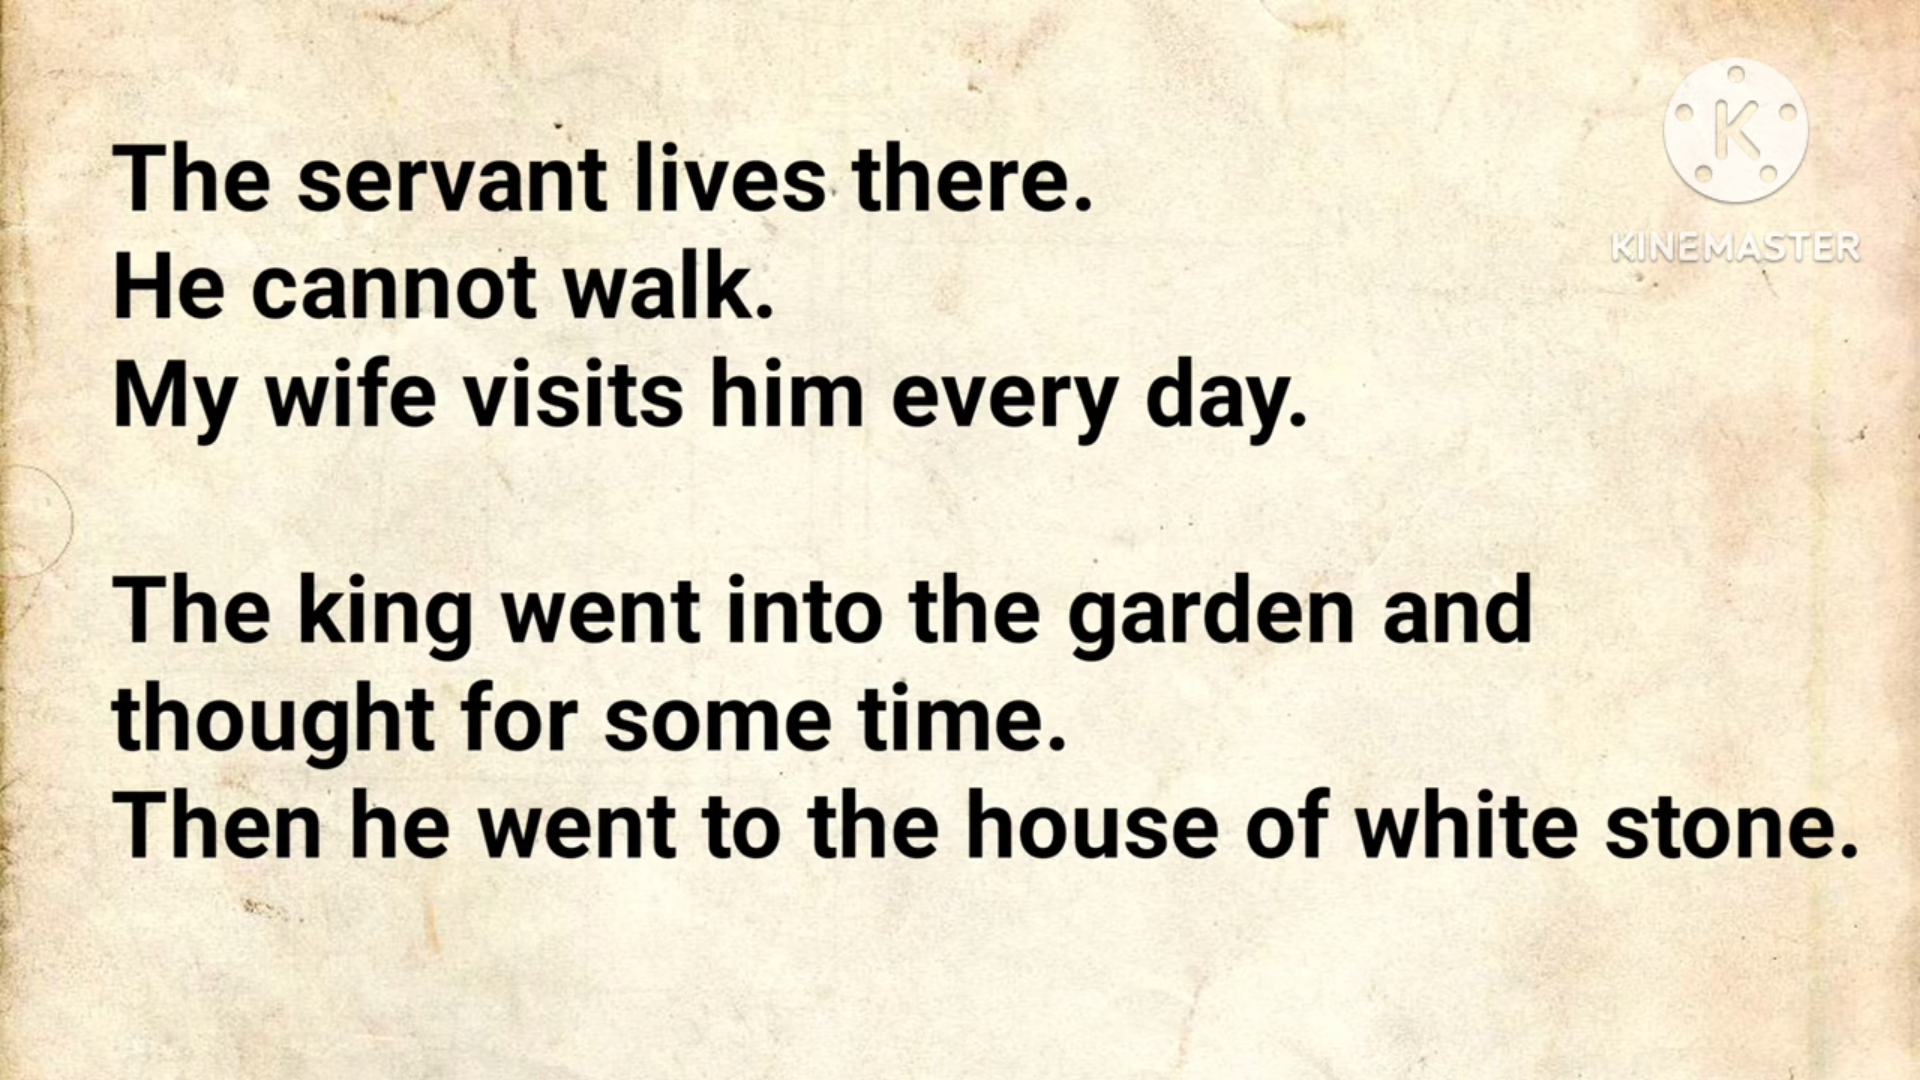 The servant lives there.
He cannot walk.
My wife visits him every day.
The king went into the garden and
thought for some time.
Then he went to the house of white stone.
K
KINEMASTER